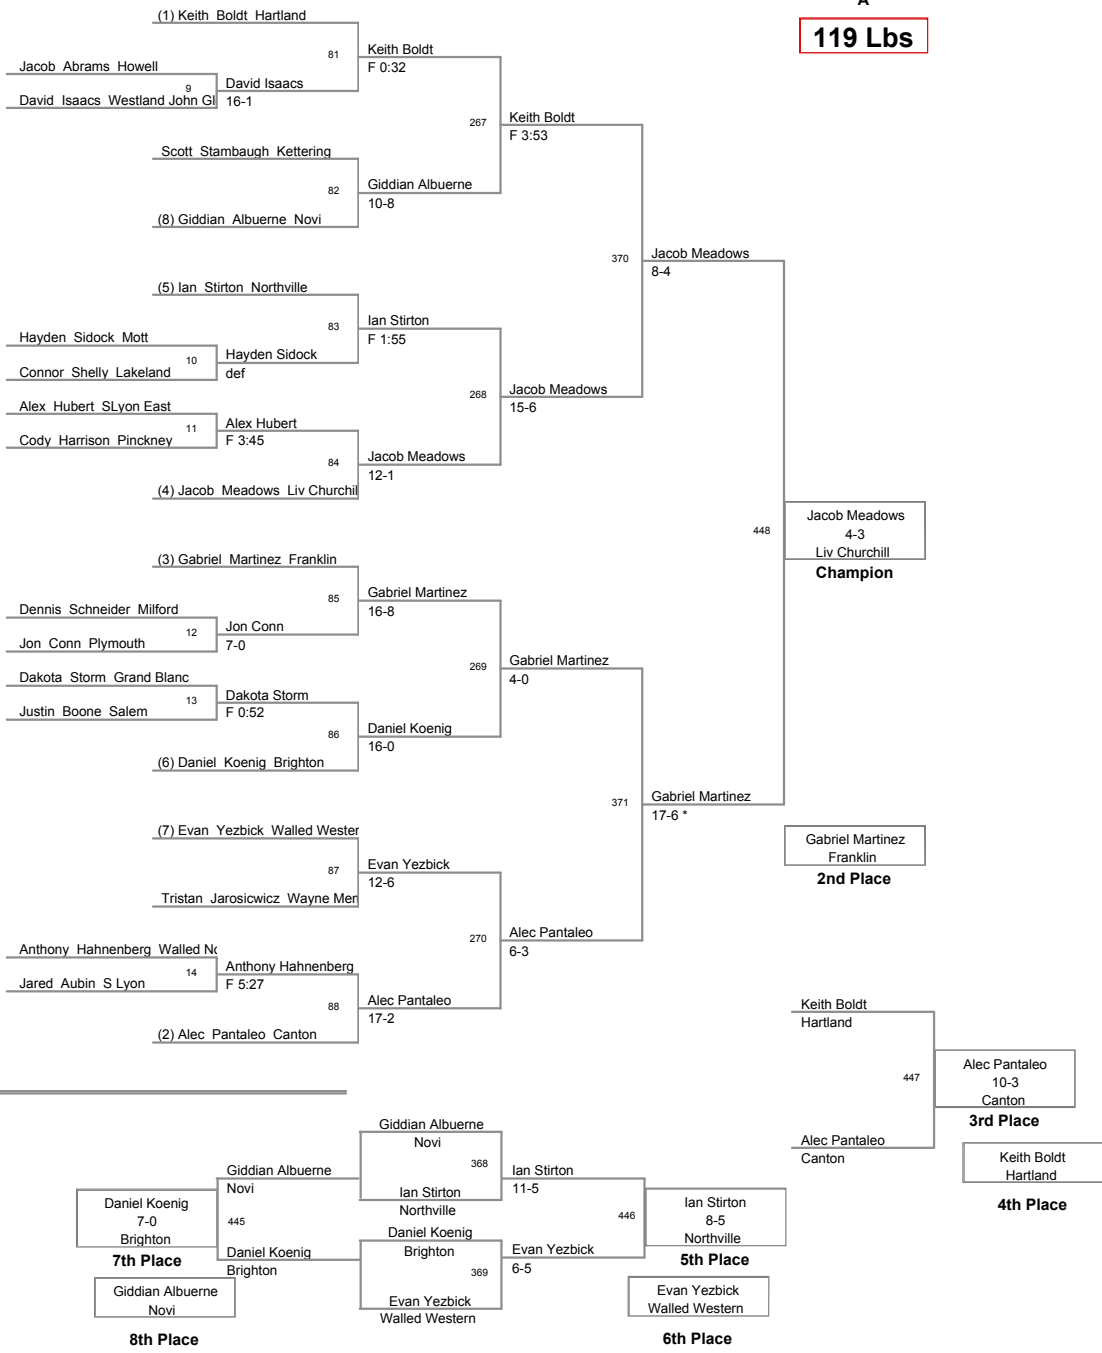 A
119 Lbs
(1) Keith Boldt Hartland
81
Keith Boldt
F 0:32
Jacob Abrams Howell
9
David Isaacs
David Isaacs Westland John Gl
16-1
267
Keith Boldt
F 3:53
Scott Stambaugh Kettering
82
Giddian Albuerne
10-8
(8) Giddian Albuerne Novi
370
Jacob Meadows
8-4
(5) Ian Stirton Northville
83
Ian Stirton
F 1:55
Hayden Sidock Mott
10
Hayden Sidock
Connor Shelly Lakeland
def
268
Jacob Meadows
15-6
Alex Hubert SLyon East
11
Alex Hubert
Cody Harrison Pinckney
F 3:45
84
Jacob Meadows
12-1
(4) Jacob Meadows Liv Churchil
448
Jacob Meadows
4-3
Liv Churchill
Champion
(3) Gabriel Martinez Franklin
85
Gabriel Martinez
16-8
Dennis Schneider Milford
12
Jon Conn
Jon Conn Plymouth
7-0
269
Gabriel Martinez
4-0
Dakota Storm Grand Blanc
13
Dakota Storm
Justin Boone Salem
F 0:52
86
Daniel Koenig
16-0
(6) Daniel Koenig Brighton
371
Gabriel Martinez
17-6 *
Gabriel Martinez
Franklin
2nd Place
(7) Evan Yezbick Walled Wester
87
Evan Yezbick
12-6
Tristan Jarosicwicz Wayne Mem
270
Alec Pantaleo
6-3
Anthony Hahnenberg Walled No
14
Anthony Hahnenberg
Jared Aubin S Lyon
F 5:27
88
Alec Pantaleo
17-2
(2) Alec Pantaleo Canton
Keith Boldt
Hartland
447
Alec Pantaleo
10-3
Canton
3rd Place
Alec Pantaleo
Canton
Keith Boldt
Hartland
4th Place
Giddian Albuerne
Novi
368
Ian Stirton
Northville
Ian Stirton
11-5
Giddian Albuerne
Novi
Daniel Koenig
7-0
Brighton
7th Place
445
Daniel Koenig
Brighton
Daniel Koenig
Brighton
369
Evan Yezbick
Walled Western
Evan Yezbick
6-5
446
Ian Stirton
8-5
Northville
5th Place
Giddian Albuerne
Novi
8th Place
Evan Yezbick
Walled Western
6th Place